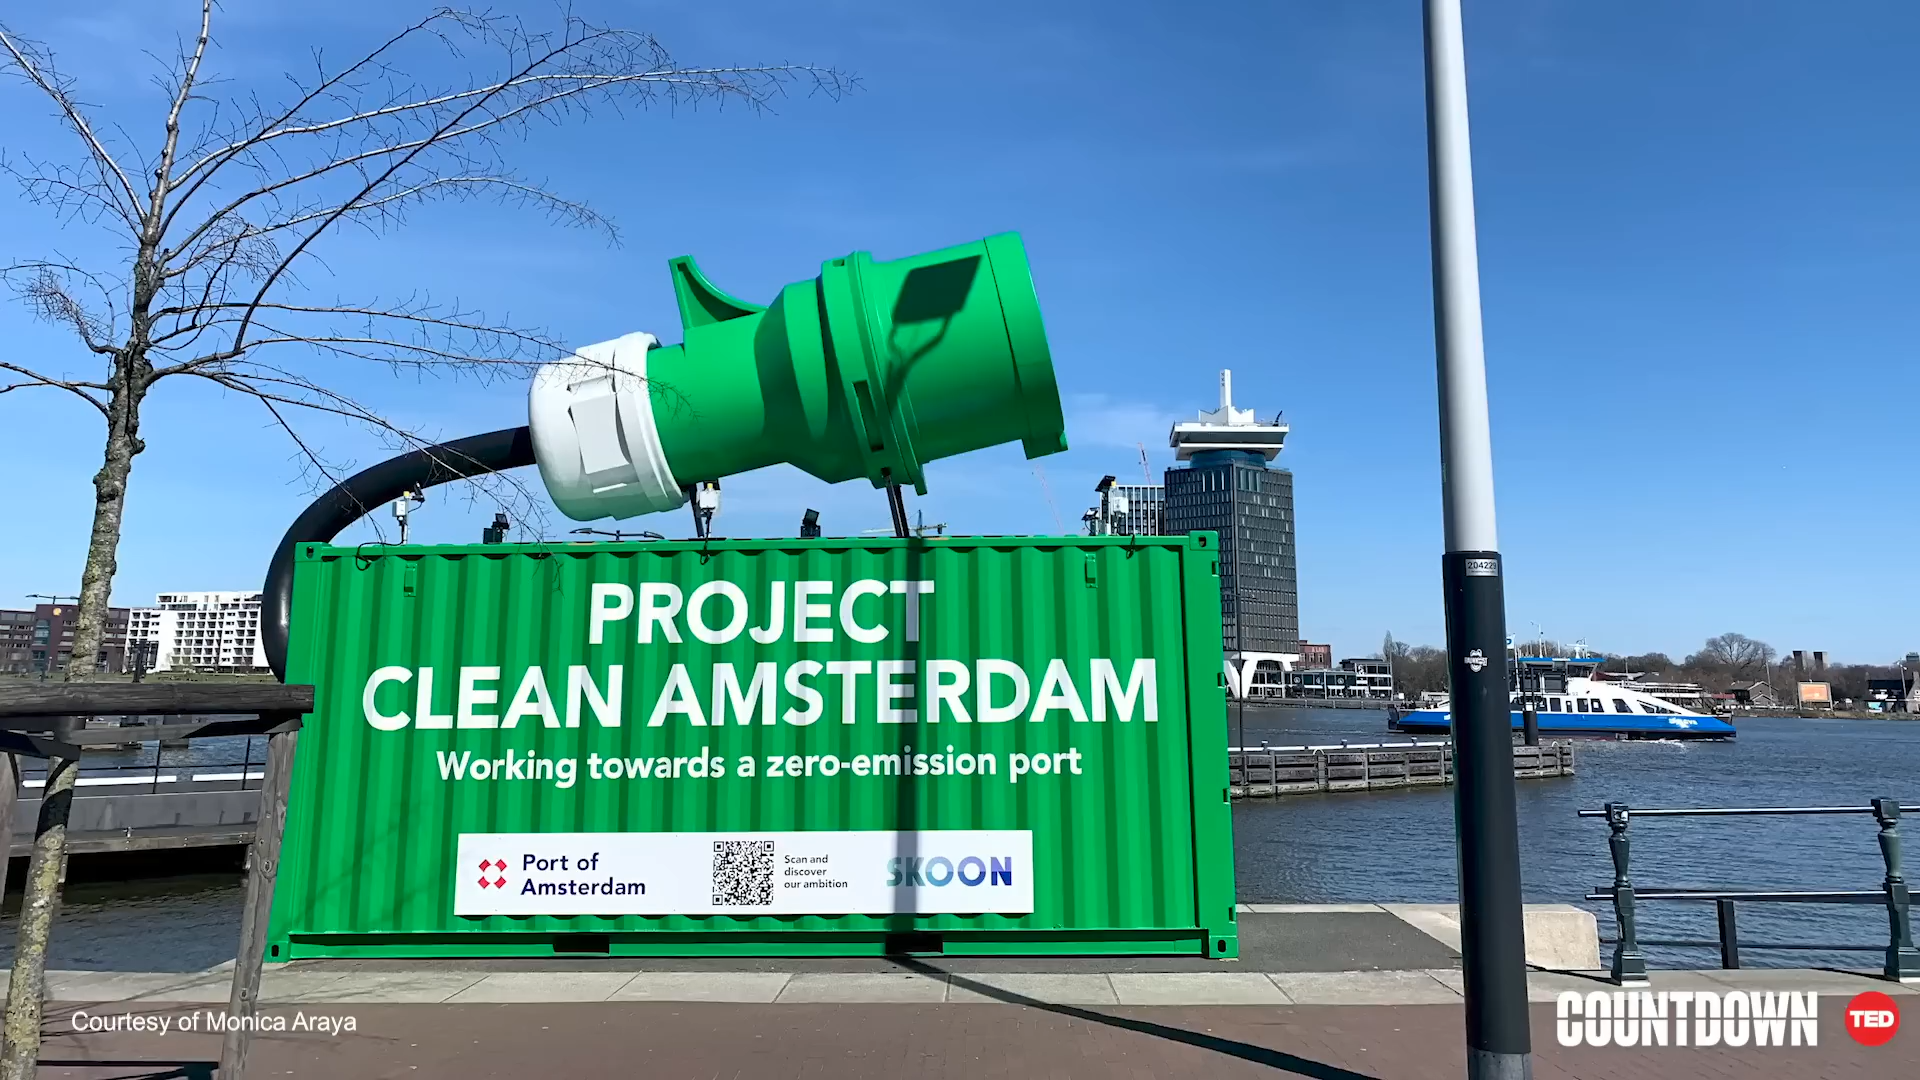 PROJECT
CLEAN AMSTERDAM
Working towards a zero-emission port
Port of
Amsterdam
Scan and
discover
our ambition
SKOON
204229
Courtesy of Monica Araya
COUNTDOWN
TED